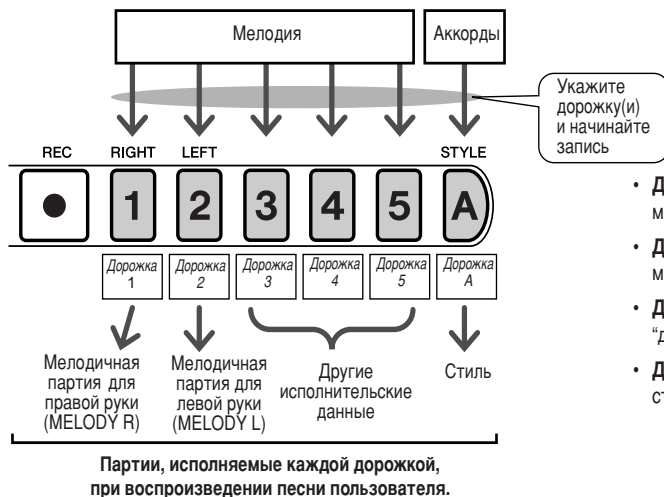 Мелодия
Аккорды
Укажите
дорожку(и)
и начинайте
запись
REC
RIGHT
LEFT
STYLE
1
2
3
4
5
A
Дорожка
1
Дорожка
2
Дорожка
3
Дорожка
4
Дорожка
5
Дорожка
A
Мелодичная
партия для
правой руки
(MELODY R)
Мелодичная
партия для
левой руки
(MELODY L)
Другие
исполнительские
данные
Стиль
Партии, исполняемые каждой дорожкой,
при воспроизведении песни пользователя.